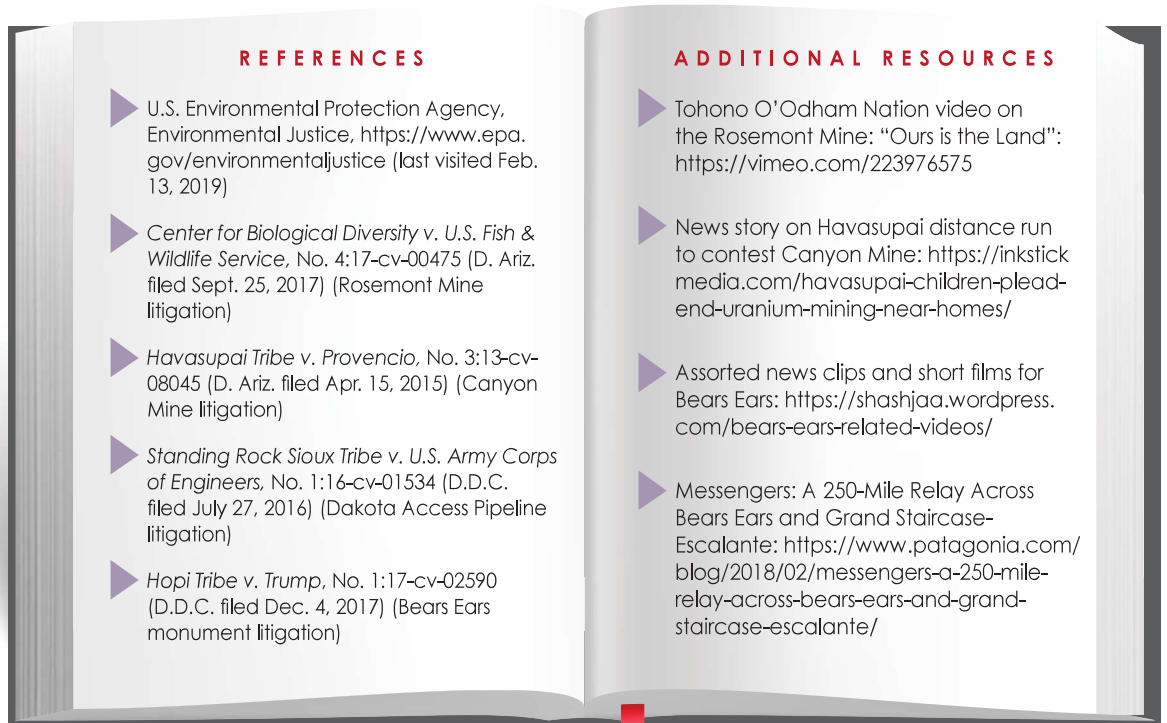 REFERENCES
U.S. Environmental Protection Agency,
Environmental Justice, https://www.epa.
gov/environmentaljustice (last visited Feb.
13, 2019)
Center for Biological Diversity v. U.S. Fish &
Wildlife Service, No. 4:17-cv-00475 (D. Ariz.
filed Sept. 25, 2017) (Rosemont Mine
litigation)
Havasupai Tribe v. Provencio, No. 3:13-cv-
08045 (D. Ariz. filed Apr. 15, 2015) (Canyon
Mine litigation)
Standing Rock Sioux Tribe v. U.S. Army Corps
of Engineers, No. 1:16-cv-01534 (D.D.C.
filed July 27, 2016) (Dakota Access Pipeline
litigation)
Hopi Tribe v. Trump, No. 1:17-cv-02590
(D.D.C. filed Dec. 4, 2017) (Bears Ears
monument litigation)
ADDITIONAL RESOURCES
Tohono O’Odham Nation video on
the Rosemont Mine: “Ours is the Land”:
https://vimeo.com/223976575
News story on Havasupai distance run
to contest Canyon Mine: https://inkstick
media.com/havasupai-children-plead-
end-uranium-mining-near-homes/
Assorted news clips and short films for
Bears Ears: https://shashjaa.wordpress.
com/bears-ears-related-videos/
Messengers: A 250-Mile Relay Across
Bears Ears and Grand Staircase-
Escalante: https://www.patagonia.com/
blog/2018/02/messengers-a-250-mile-
relay-across-bears-ears-and-grand-
staircase-escalante/